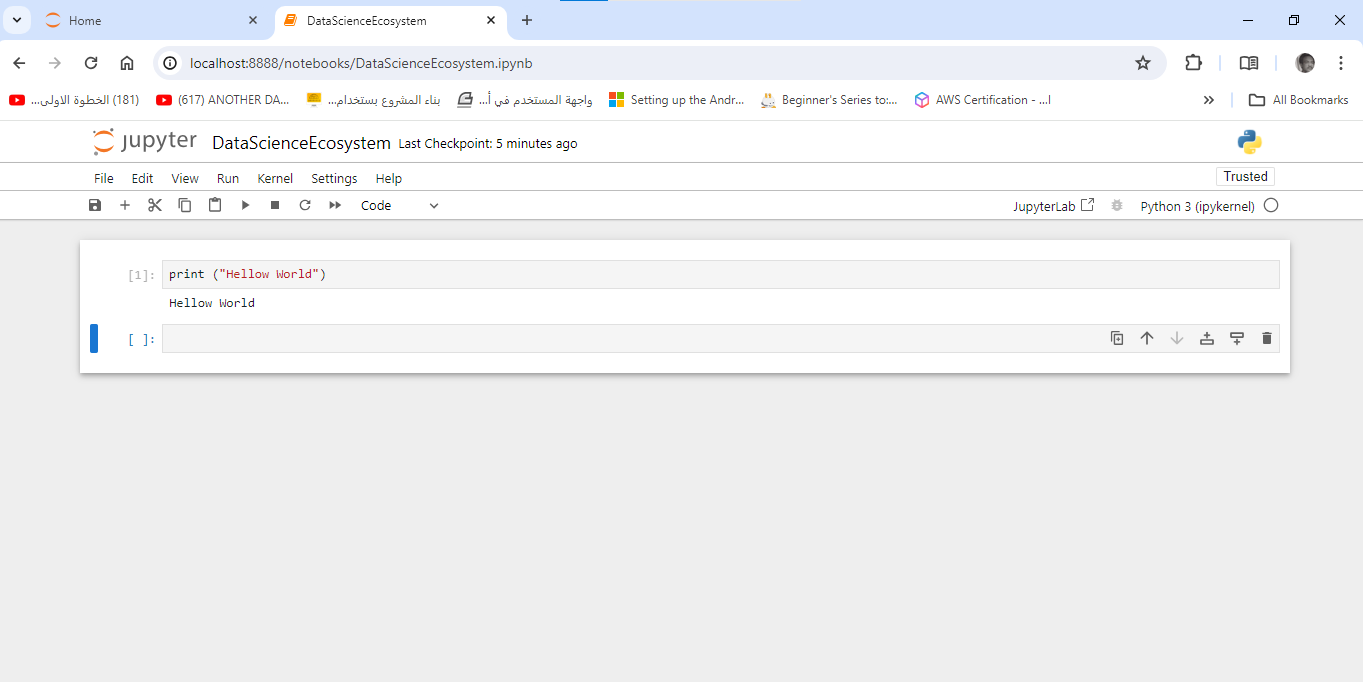 Home
DataScienceEcosystem
localhost:8888/notebooks/DataScienceEcosystem.ipynb
(181) الخطوة الاولى...
(617) ANOTHER DA...
بناء المشروع بستخدام...
واجهة المستخدم في أ...
Setting up the Andr...
Beginner's Series to:...
AWS Certification - ...I
All Bookmarks
jupyter DataScienceEcosystem Last Checkpoint: 5 minutes ago
File Edit View Run Kernel Settings Help
Trusted
Code
JupyterLab
Python 3 (ipykernel)
[1]: print ("Hellow World")
Hellow World
[ ]: